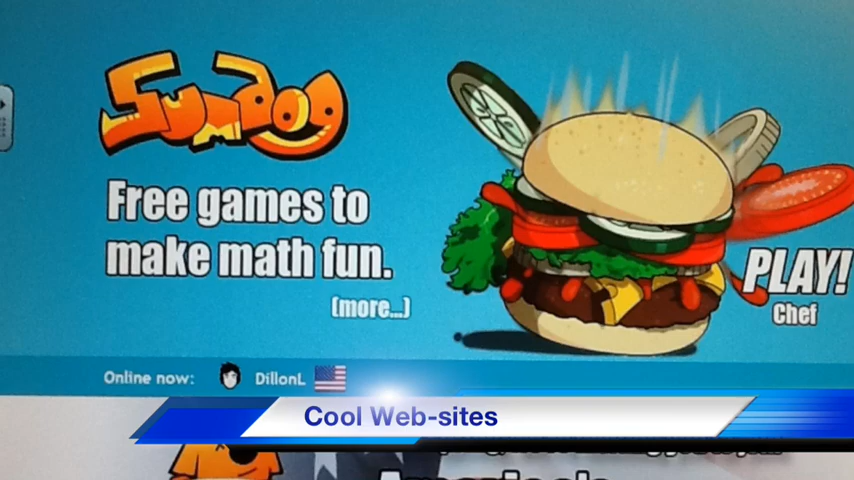 Sumdog
Free games to
make math fun.
(more...)
PLAY!
Chef
Online now: DillonL
Cool Web-sites